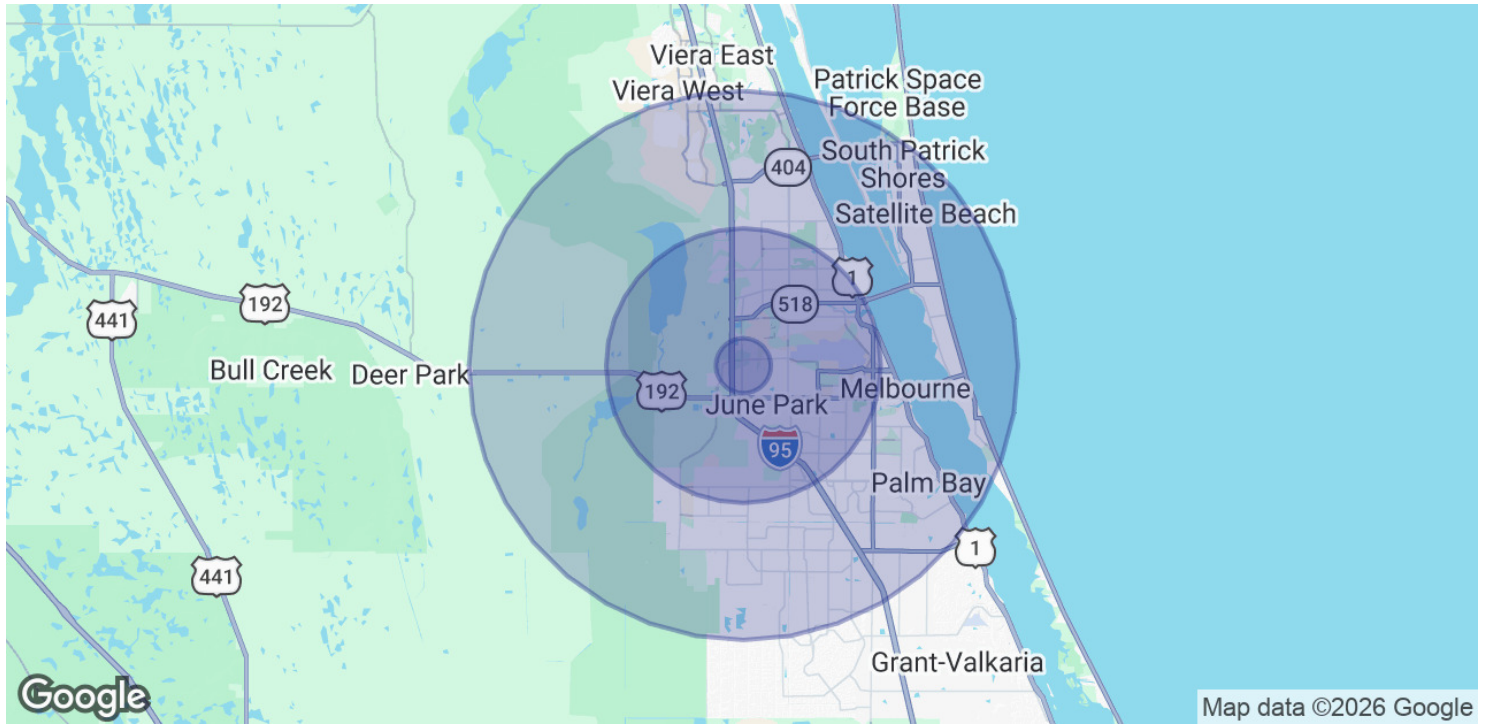 Viera East
Viera West
Patrick Space
Force Base
404
South Patrick
Shores
Satellite Beach
1
192
518
441
Bull Creek
Deer Park
192
Melbourne
June Park
95
Palm Bay
1
441
Grant-Valkaria
Google
Map data ©2026 Google